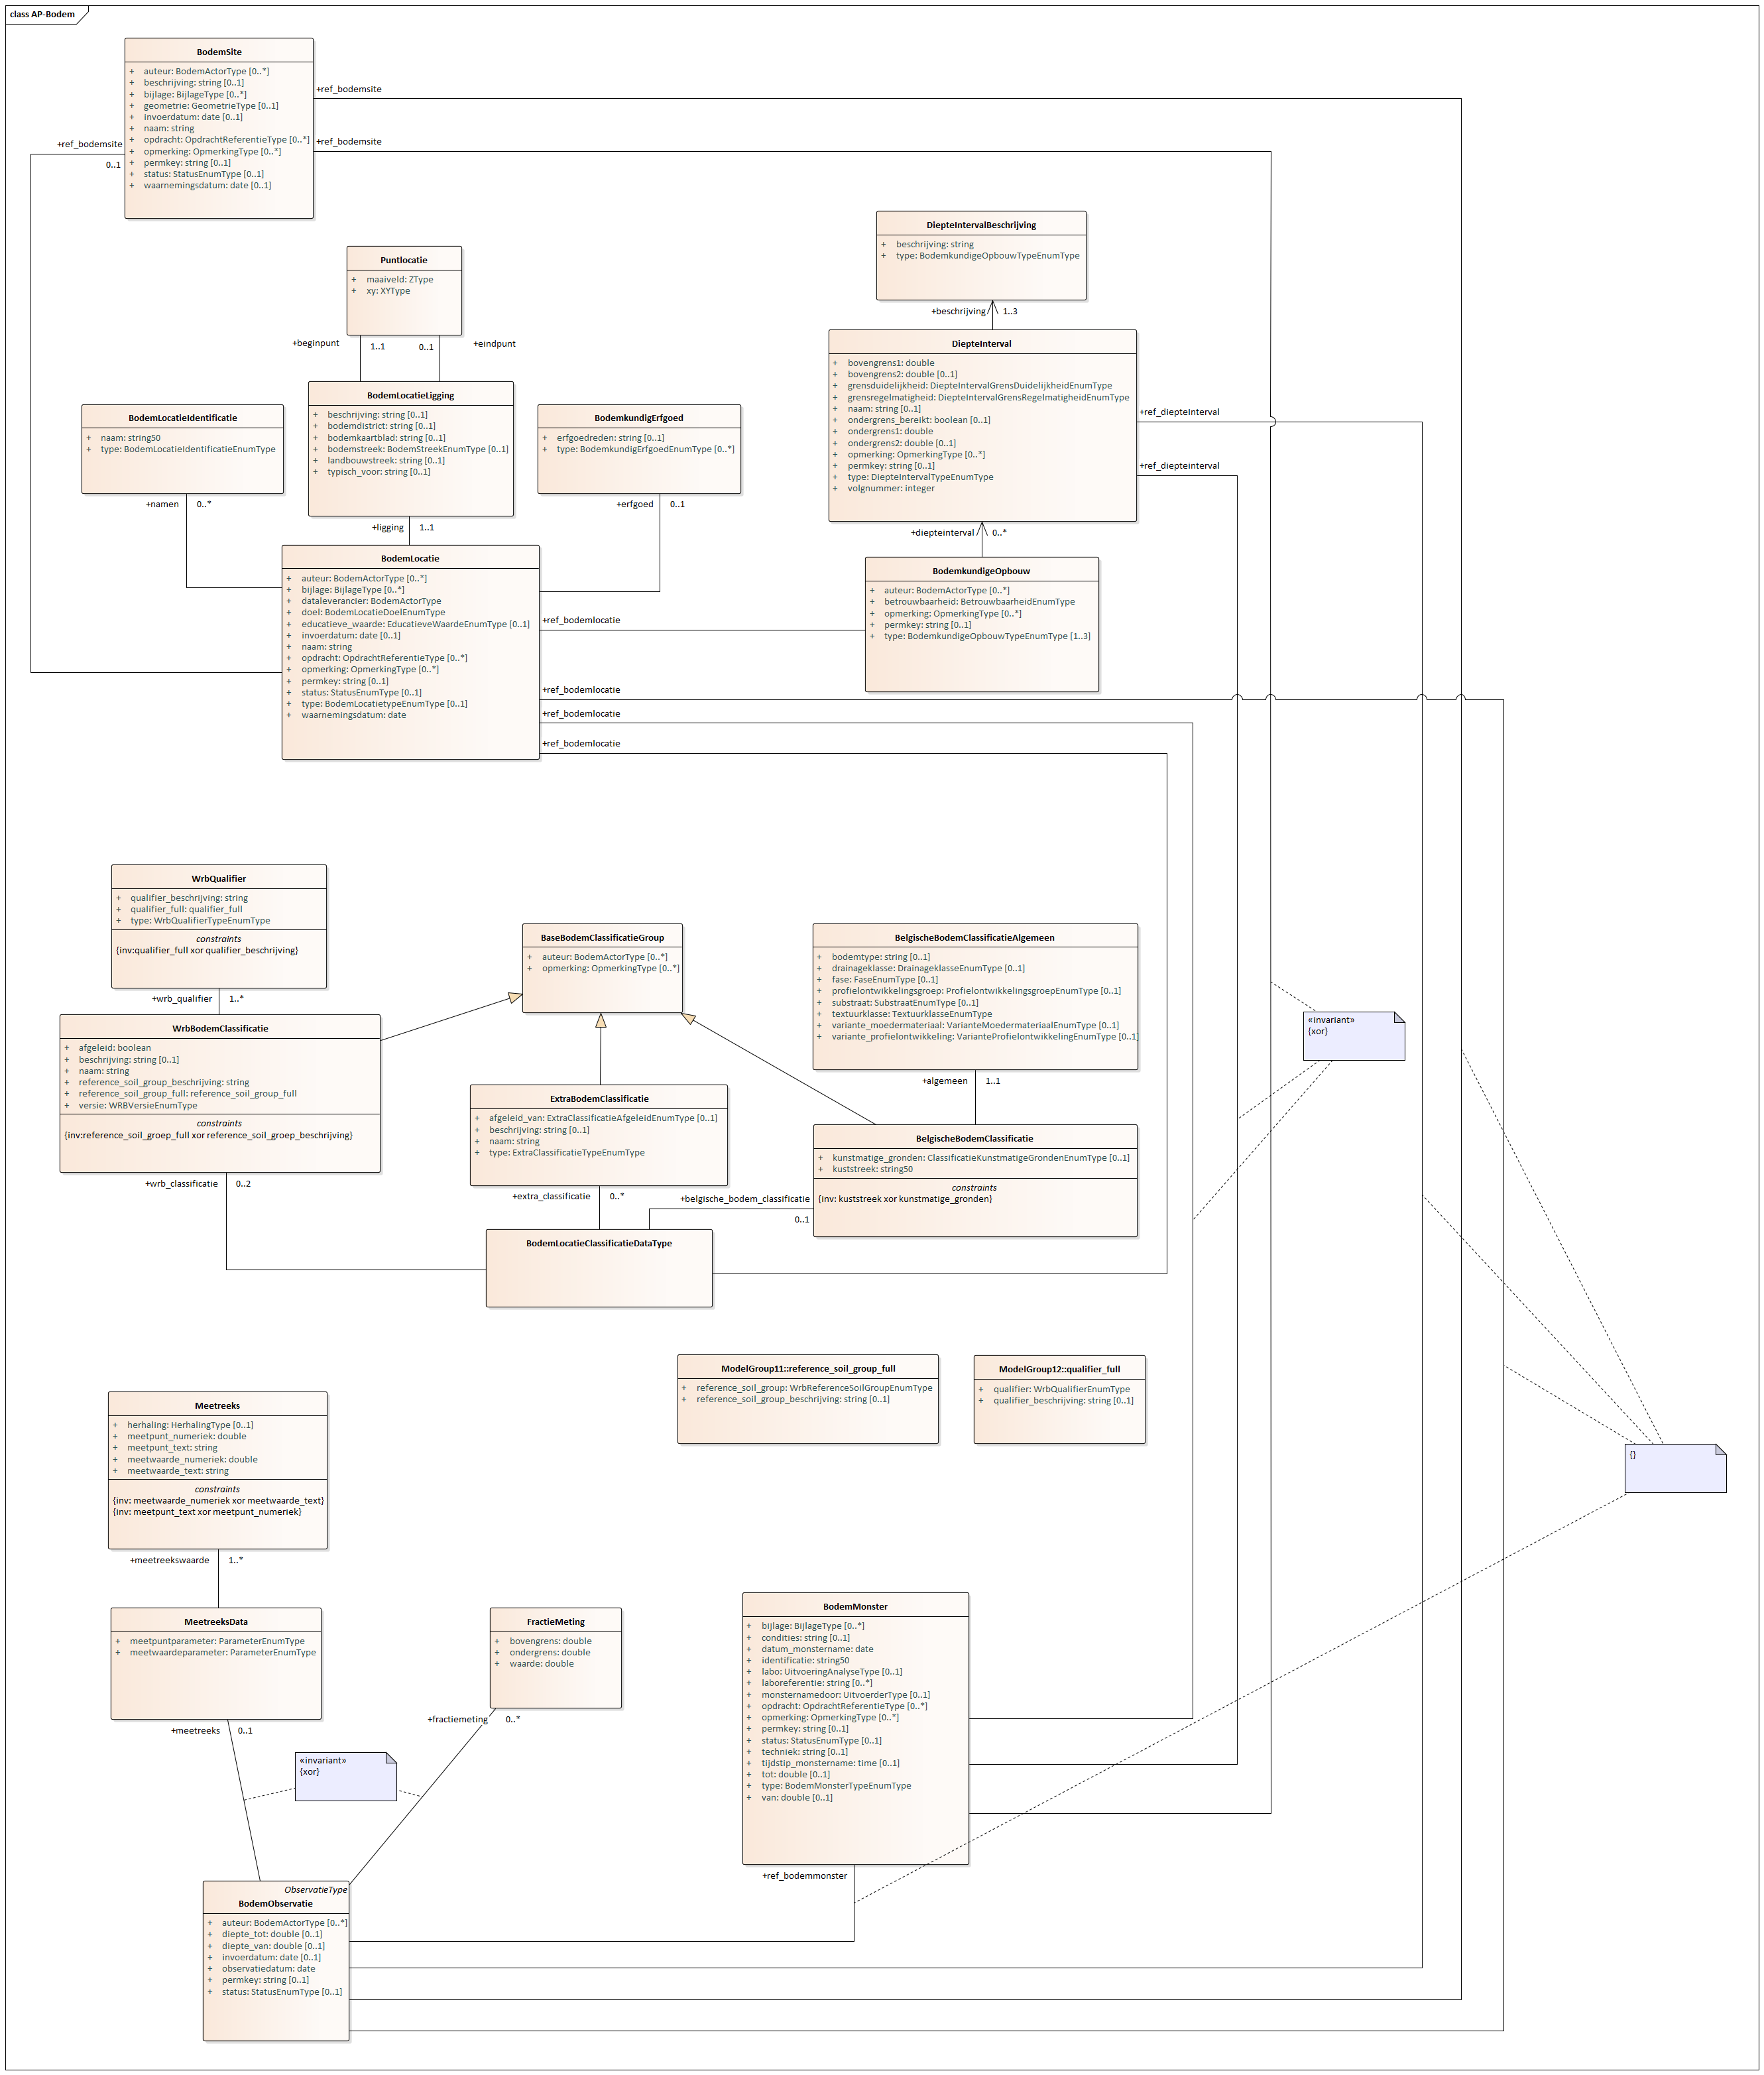 class AP-Bodem
BodemSite
+ auteur: BodemActorType [0..*]
+ beschrijving: string [0..1]
+ bijlage: BijlageType [0..*]
+ geometrie: GeometrieType [0..1]
+ invoerdatum: date [0..1]
+ naam: string
+ opdracht: OpdrachtReferentieType [0..*]
+ opmerking: OpmerkingType [0..*]
+ permkey: string [0..1]
+ status: StatusEnumType [0..1]
+ waarnemingsdatum: date [0..1]
+ref_bodemsite
+ref_bodemsite
+ref_bodemsite
0..1
Puntlocatie
+ maaiveld: ZType
+ xy: XYType
+beginpunt
1..1
0..1
+eindpunt
DiepteIntervalBeschrijving
+ beschrijving: string
+ type: BodemkundigeOpbouwTypeEnumType
+beschrijving
1..3
DiepteInterval
+ bovengrens1: double
+ bovengrens2: double [0..1]
+ grensduidelijkheid: DiepteIntervalGrensDuidelijkheidEnumType
+ grensregelmatigheid: DiepteIntervalGrensRegelmatigheidEnumType
+ naam: string [0..1]
+ ondergrens_bereikt: boolean [0..1]
+ ondergrens1: double
+ ondergrens2: double [0..1]
+ opmerking: OpmerkingType [0..*]
+ permkey: string [0..1]
+ type: DiepteIntervalTypeEnumType
+ volgnummer: integer
+ref_diepteInterval
+ref_diepteinterval
+diepteinterval
0..*
BodemLocatieIdentificatie
+ naam: string50
+ type: BodemLocatieIdentificatieEnumType
+namen
0..*
BodemLocatieLigging
+ beschrijving: string [0..1]
+ bodemdistrict: string [0..1]
+ bodemkaartblad: string [0..1]
+ bodemstreek: BodemStreekEnumType [0..1]
+ landbouwstreek: string [0..1]
+ typisch_voor: string [0..1]
+ligging
1..1
BodemkundigErfgoed
+ erfgoedreden: string [0..1]
+ type: BodemkundigErfgoedEnumType [0..*]
+erfgoed
0..1
BodemLocatie
+ auteur: BodemActorType [0..*]
+ bijlage: BijlageType [0..*]
+ dataleverancier: BodemActorType
+ doel: BodemLocatieDoelEnumType
+ educatieve_waarde: EducatieveWaardeEnumType [0..1]
+ invoerdatum: date [0..1]
+ naam: string
+ opdracht: OpdrachtReferentieType [0..*]
+ opmerking: OpmerkingType [0..*]
+ permkey: string [0..1]
+ status: StatusEnumType [0..1]
+ type: BodemLocatietypeEnumType [0..1]
+ waarnemingsdatum: date
+ref_bodemlocatie
+ref_bodemlocatie
+ref_bodemlocatie
+ref_bodemlocatie
BodemkundigeOpbouw
+ auteur: BodemActorType [0..*]
+ betrouwbaarheid: BetrouwbaarheidEnumType
+ opmerking: OpmerkingType [0..*]
+ permkey: string [0..1]
+ type: BodemkundigeOpbouwTypeEnumType [1..3]
WrbQualifier
+ qualifier_beschrijving: string
+ qualifier_full: qualifier_full
+ type: WrbQualifierTypeEnumType
constraints
{inv:qualifier_full xor qualifier_beschrijving}
+wrb_qualifier
1..*
WrbBodemClassificatie
+ afgeleid: boolean
+ beschrijving: string [0..1]
+ naam: string
+ reference_soil_group_beschrijving: string
+ reference_soil_group_full: reference_soil_group_full
+ versie: WRBVersieEnumType
constraints
{inv:reference_soil_groep_full xor reference_soil_groep_beschrijving}
+wrb_classificatie
0..2
BaseBodemClassificatieGroup
+ auteur: BodemActorType [0..*]
+ opmerking: OpmerkingType [0..*]
BelgischeBodemClassificatieAlgemeen
+ bodemtype: string [0..1]
+ drainageklasse: DrainageklasseEnumType [0..1]
+ fase: FaseEnumType [0..1]
+ profielontwikkelingsgroep: ProfielontwikkelingsgroepEnumType [0..1]
+ substraat: SubstraatEnumType [0..1]
+ textuurklasse: TextuurklasseEnumType
+ variante_moedermateriaal: VarianteMoedermateriaalEnumType [0..1]
+ variante_profielontwikkeling: VarianteProfielontwikkelingEnumType [0..1]
+algemeen
1..1
«invariant»
{xor}
ExtraBodemClassificatie
+ afgeleid_van: ExtraClassificatieAfgeleidEnumType [0..1]
+ beschrijving: string [0..1]
+ naam: string
+ type: ExtraClassificatieTypeEnumType
+extra_classificatie
0..*
BelgischeBodemClassificatie
+ kunstmatige_gronden: ClassificatieKunstmatigeGrondenEnumType [0..1]
+ kuststreek: string50
constraints
{inv: kuststreek xor kunstmatige_gronden}
+belgische_bodem_classificatie
0..1
BodemLocatieClassificatieDataType
ModelGroup11::reference_soil_group_full
+ reference_soil_group: WrbReferenceSoilGroupEnumType
+ reference_soil_group_beschrijving: string [0..1]
ModelGroup12::qualifier_full
+ qualifier: WrbQualifierEnumType
+ qualifier_beschrijving: string [0..1]
Meetreeks
+ herhaling: HerhalingType [0..1]
+ meetpunt_numeriek: double
+ meetpunt_text: string
+ meetwaarde_numeriek: double
+ meetwaarde_text: string
constraints
{inv: meetwaarde_numeriek xor meetwaarde_text}
{inv: meetpunt_text xor meetpunt_numeriek}
+meetreekswaarde
1..*
{}
MeetreeksData
+ meetpuntparameter: ParameterEnumType
+ meetwaardeparameter: ParameterEnumType
+meetreeks
0..1
FractieMeting
+ bovengrens: double
+ ondergrens: double
+ waarde: double
+fractiemeting
0..*
«invariant»
{xor}
BodemMonster
+ bijlage: BijlageType [0..*]
+ condities: string [0..1]
+ datum_monstername: date
+ identificatie: string50
+ labo: UitvoeringAnalyseType [0..1]
+ laboreferentie: string [0..*]
+ monsternamedoor: UitvoerderType [0..1]
+ opdracht: OpdrachtReferentieType [0..*]
+ opmerking: OpmerkingType [0..*]
+ permkey: string [0..1]
+ status: StatusEnumType [0..1]
+ techniek: string [0..1]
+ tijdstip_monstername: time [0..1]
+ tot: double [0..1]
+ type: BodemMonsterTypeEnumType
+ van: double [0..1]
+ref_bodemmonster
ObservatieType
BodemObservatie
+ auteur: BodemActorType [0..*]
+ diepte_tot: double [0..1]
+ diepte_van: double [0..1]
+ invoerdatum: date [0..1]
+ observatiedatum: date
+ permkey: string [0..1]
+ status: StatusEnumType [0..1]